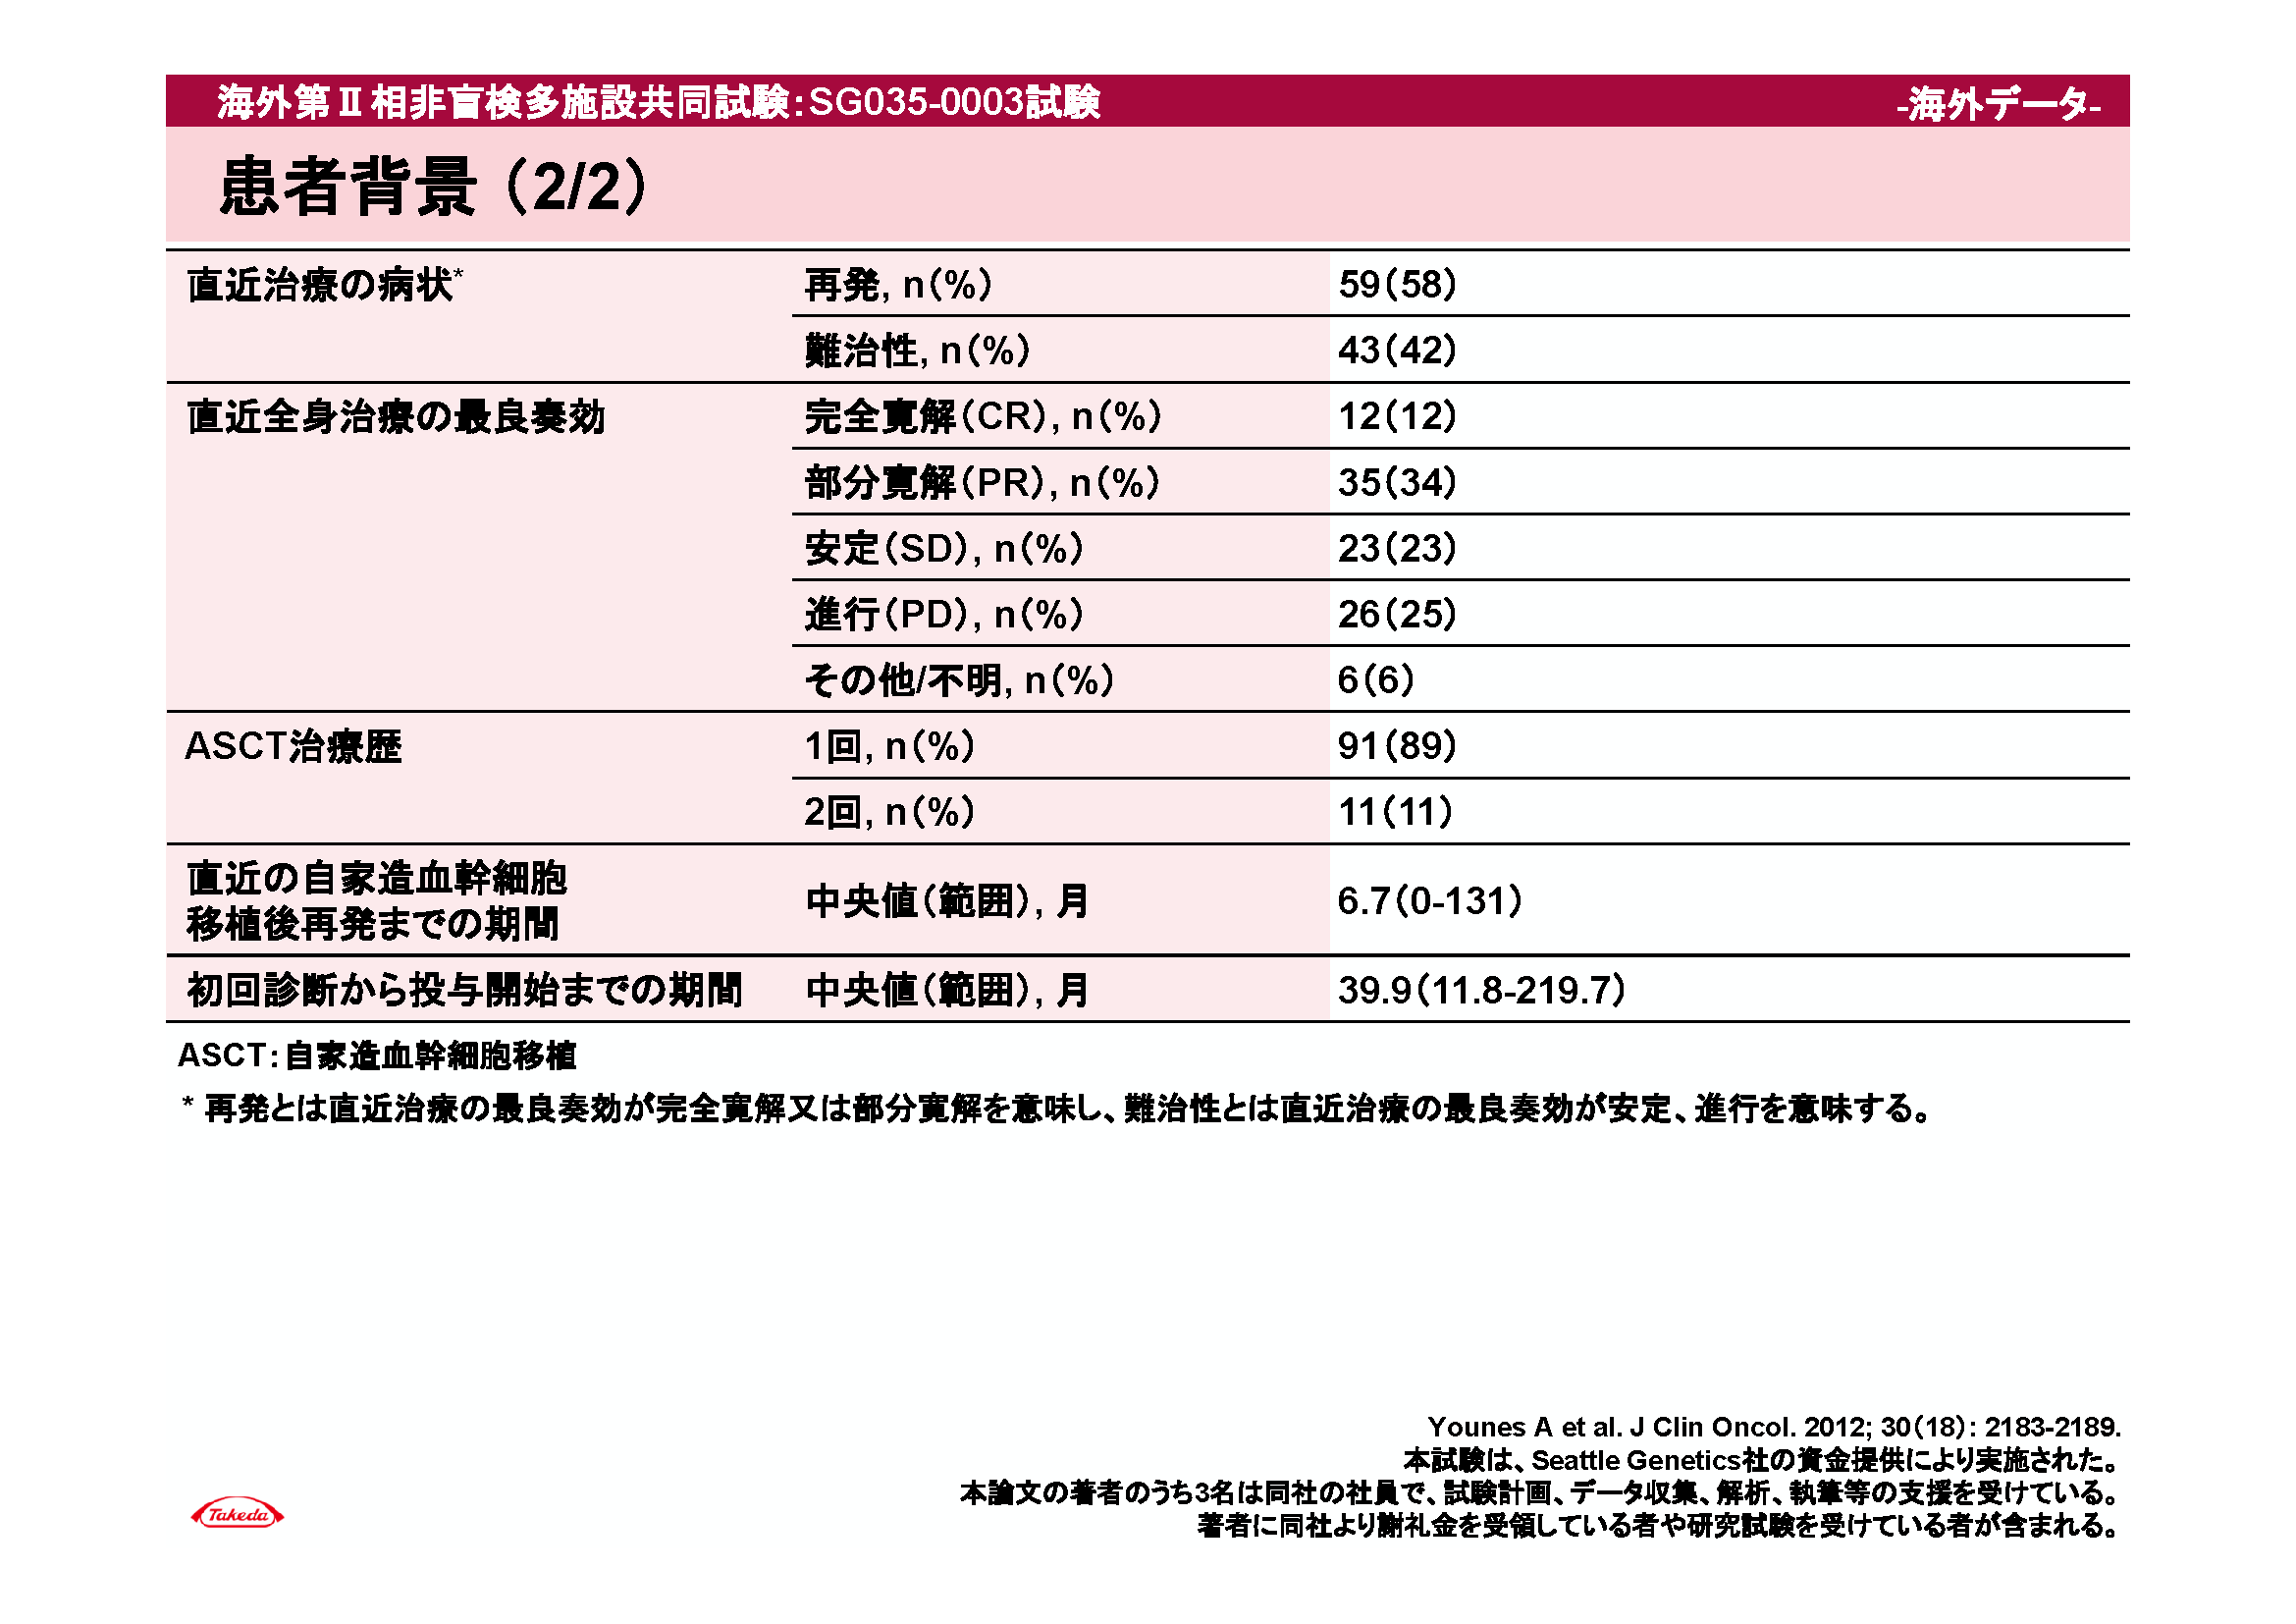 海外第Ⅱ相非盲検多施設共同試験：SG035-0003試験 -海外データ-
患者背景（2/2）
直近治療の病状* 再発, n（%） 59（58）
難治性, n（%） 43（42）
直近全身治療の最良奏効 完全寛解（CR）, n（%） 12（12）
部分寛解（PR）, n（%） 35（34）
安定（SD）, n（%） 23（23）
進行（PD）, n（%） 26（25）
その他/不明, n（%） 6（6）
ASCT治療歴 1回, n（%） 91（89）
2回, n（%） 11（11）
直近の自家造血幹細胞
移植後再発までの期間 中央値（範囲）, 月 6.7（0-131）
初回診断から投与開始までの期間 中央値（範囲）, 月 39.9（11.8-219.7）
ASCT：自家造血幹細胞移植
* 再発とは直近治療の最良奏効が完全寛解又は部分寛解を意味し、難治性とは直近治療の最良奏効が安定、進行を意味する。
Younes A et al. J Clin Oncol. 2012; 30（18）: 2183-2189.
本試験は、Seattle Genetics社の資金提供により実施された。
本論文の著者のうち3名は同社の社員で、試験計画、データ収集、解析、執筆等の支援を受けている。
著者に同社より謝礼金を受領している者や研究試験を受けている者が含まれる。
Takeda